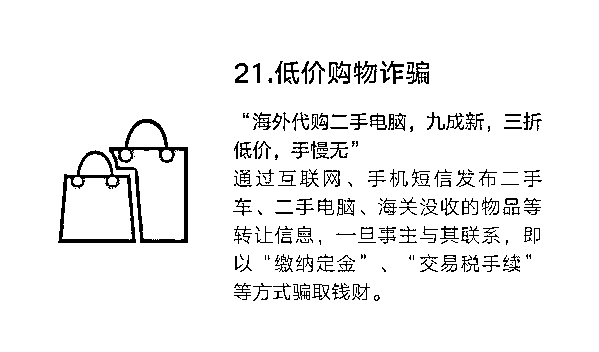 21.低价购物诈骗
“海外代购二手电脑，九成新，三折
低价，手慢无”
通过互联网、手机短信发布二手
车、二手电脑、海关没收的物品等
转让信息，一旦事主与其联系，即
以“缴纳定金”、“交易税手续”
等方式骗取钱财。